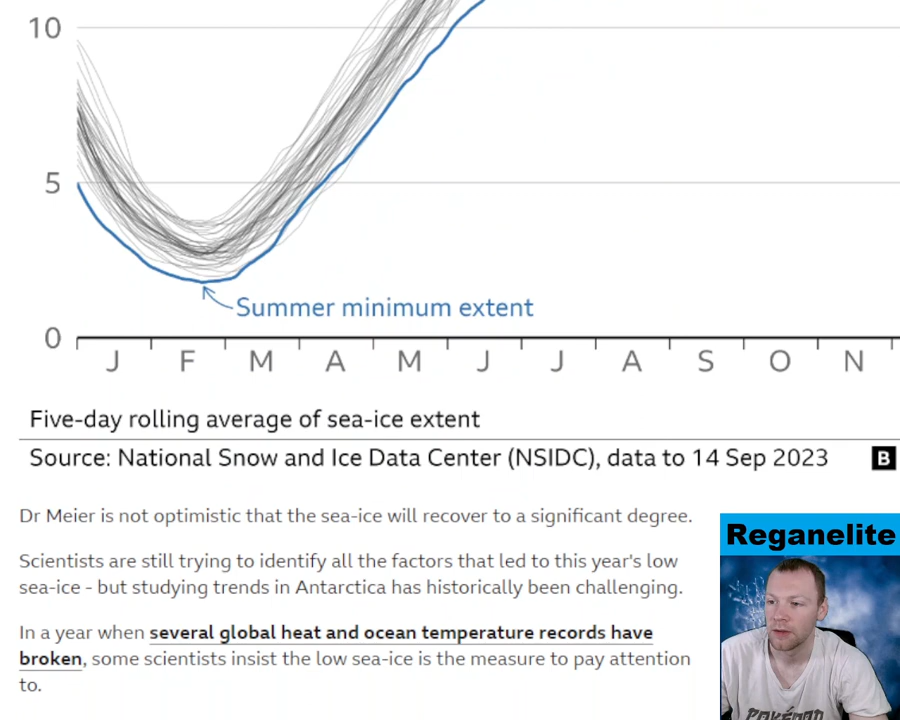 10
5
Summer minimum extent
0
J F M A M J J A S O N
Five-day rolling average of sea-ice extent
Source: National Snow and Ice Data Center (NSIDC), data to 14 Sep 2023 B
Dr Meier is not optimistic that the sea-ice will recover to a significant degree.
Scientists are still trying to identify all the factors that led to this year's low
sea-ice - but studying trends in Antarctica has historically been challenging.
In a year when several global heat and ocean temperature records have
broken, some scientists insist the low sea-ice is the measure to pay attention
to.
Reganelite
POKÉMON